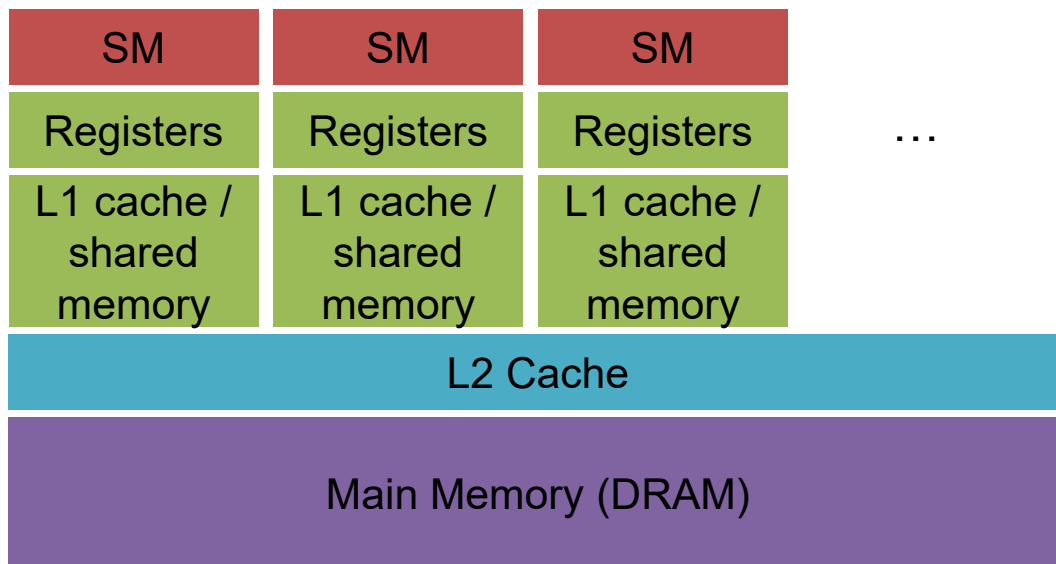 SM
SM
SM
Registers
Registers
Registers
…
L1 cache /
shared
memory
L1 cache /
shared
memory
L1 cache /
shared
memory
L2 Cache
Main Memory (DRAM)